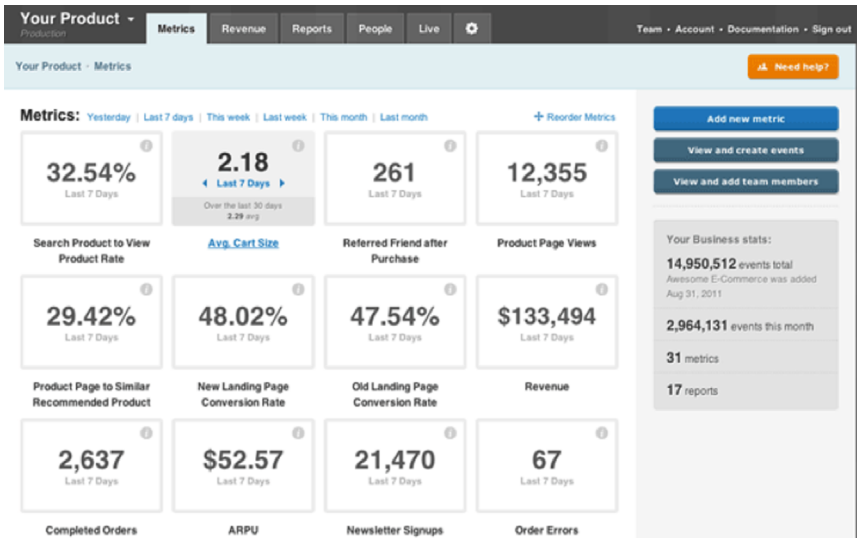 Your Product
Production
Metrics Revenue Reports People Live
Team • Account • Documentation • Sign out
Your Product · Metrics
Need help?
Metrics: Yesterday | Last 7 days | This week | Last week | This month | Last month
+ Reorder Metrics
32.54%
Last 7 Days
Search Product to View
Product Rate
2.18
Last 7 Days
Over the last 30 days
2.29 avg
Avg. Cart Size
261
Last 7 Days
Referred Friend after
Purchase
12,355
Last 7 Days
Product Page Views
29.42%
Last 7 Days
Product Page to Similar
Recommended Product
48.02%
Last 7 Days
New Landing Page
Conversion Rate
47.54%
Last 7 Days
Old Landing Page
Conversion Rate
$133,494
Last 7 Days
Revenue
2,637
Last 7 Days
Completed Orders
$52.57
Last 7 Days
ARPU
21,470
Last 7 Days
Newsletter Signups
67
Last 7 Days
Order Errors
Add new metric
View and create events
View and add team members
Your Business stats:
14,950,512 events total
Awesome E-Commerce was added
Aug 31, 2011
2,964,131 events this month
31 metrics
17 reports